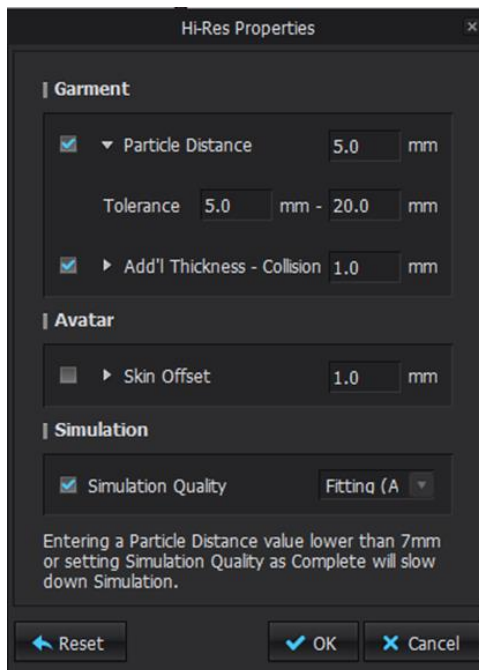 Hi-Res Properties
Garment
Particle Distance 5.0 mm
Tolerance 5.0 mm - 20.0 mm
Add'l Thickness - Collision 1.0 mm
Avatar
Skin Offset 1.0 mm
Simulation
Simulation Quality Fitting (A
Entering a Particle Distance value lower than 7mm
or setting Simulation Quality as Complete will slow
down Simulation.
Reset OK Cancel